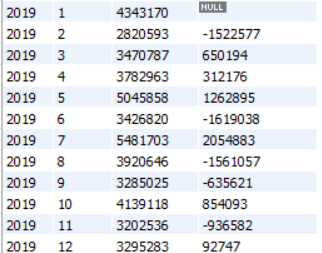 2019 1 4343170 NULL
2019 2 2820593 -1522577
2019 3 3470787 650194
2019 4 3782963 312176
2019 5 5045858 1262895
2019 6 3426820 -1619038
2019 7 5481703 2054883
2019 8 3920646 -1561057
2019 9 3285025 -635621
2019 10 4139118 854093
2019 11 3202536 -936582
2019 12 3295283 92747